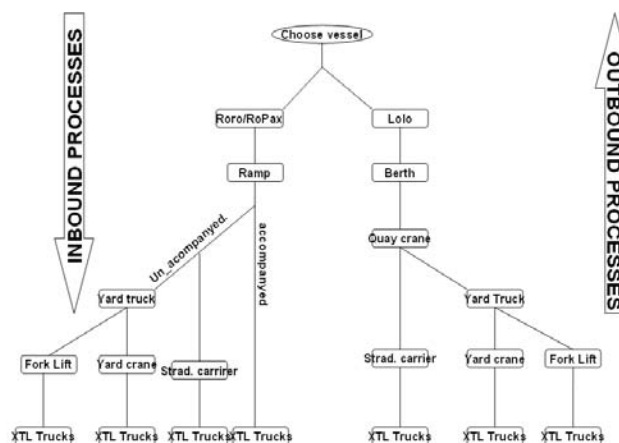 Choose vessel
INBOUND PROCESSES
OUTBOUND PROCESSES
Roro/RoPax
Lolo
Ramp
Berth
Un_acompanyed.
accompanyed
Quay crane
Yard truck
Yard Truck
Fork Lift
Yard crane
Strad. carrirer
Strad. carrier
Yard crane
Fork Lift
XTL Trucks
XTL Trucks
XTL Trucks
XTL Trucks
XTL Trucks
XTL Trucks
XTL Trucks